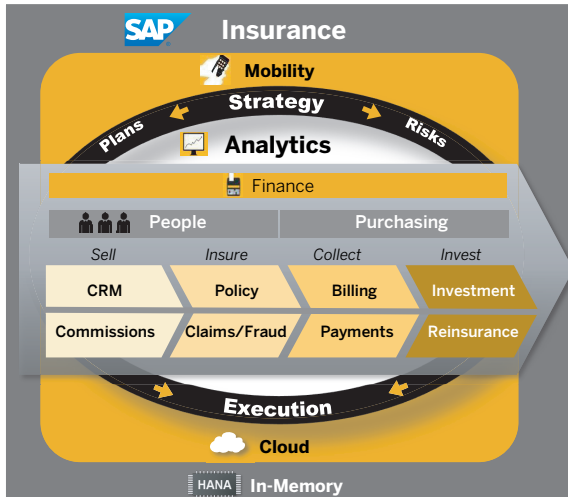 SAP Insurance
Mobility
Strategy
Plans
Risks
Analytics
Finance
People Purchasing
Sell Insure Collect Invest
CRM Policy Billing Investment
Commissions Claims/Fraud Payments Reinsurance
Execution
Cloud
HANA In-Memory